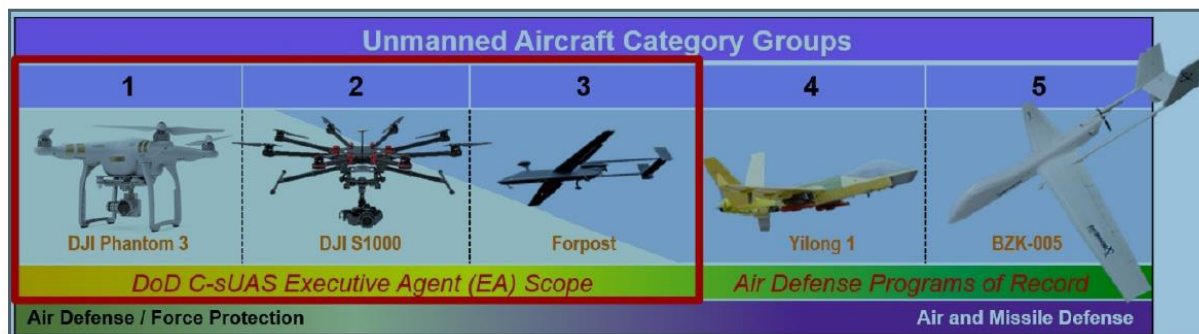 Unmanned Aircraft Category Groups
1 2 3 4 5
DJI Phantom 3 DJI S1000 Forpost Yilong 1 BZK-005
DoD C-sUAS Executive Agent (EA) Scope Air Defense Programs of Record
Air Defense / Force Protection Air and Missile Defense